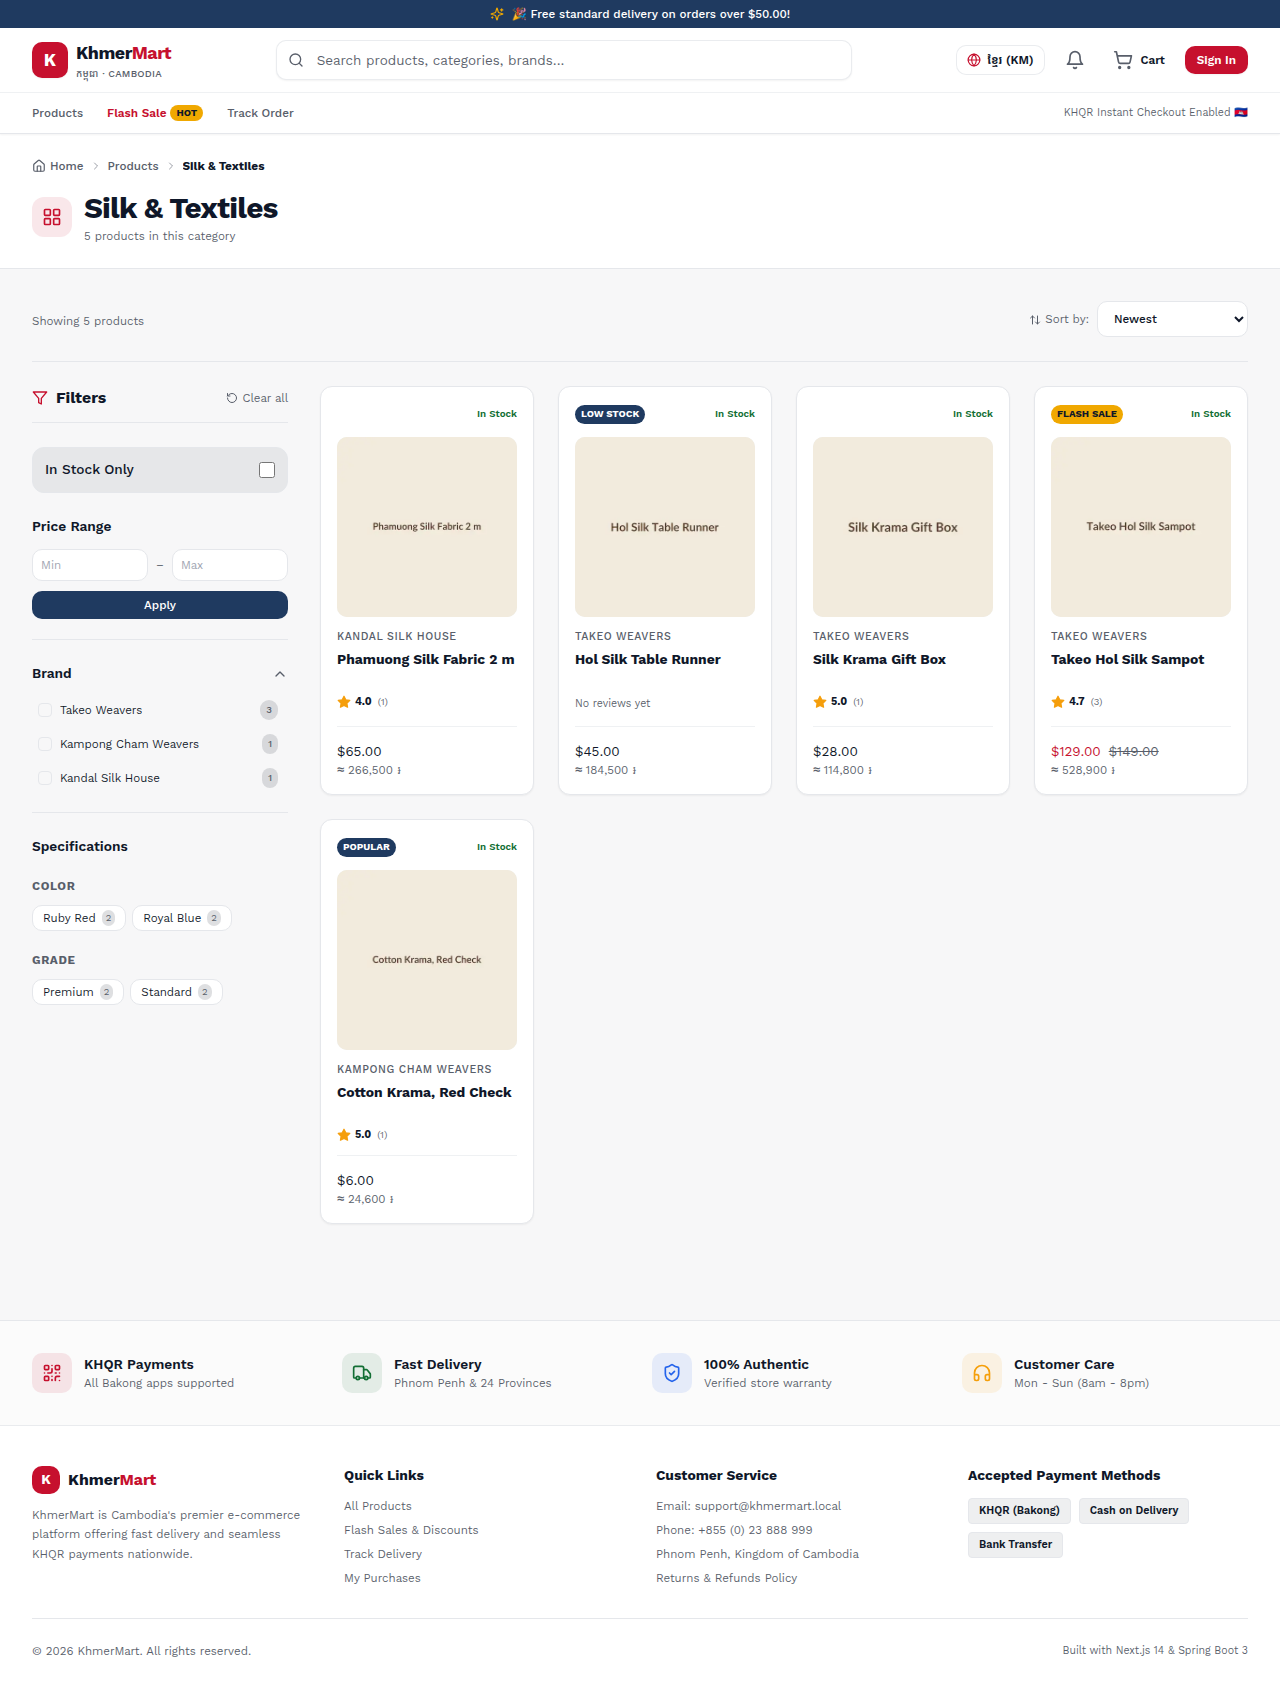 ✨ 🎉 Free standard delivery on orders over $50.00!
K KhmerMart
កម្ពុជា · CAMBODIA
Search products, categories, brands...
ខ្មែរ (KM)
Cart
Sign In
Products
Flash Sale HOT
Track Order
KHQR Instant Checkout Enabled 🇰🇭
Home > Products > Silk & Textiles
Silk & Textiles
5 products in this category
Showing 5 products
Sort by: Newest
Filters
Clear all
In Stock Only
Price Range
Min – Max
Apply
Brand
Takeo Weavers 3
Kampong Cham Weavers 1
Kandal Silk House 1
Specifications
COLOR
Ruby Red 2 Royal Blue 2
GRADE
Premium 2 Standard 2
In Stock
Phamuong Silk Fabric 2 m
KANDAL SILK HOUSE
Phamuong Silk Fabric 2 m
4.0 (1)
$65.00
≈ 266,500 ៛
LOW STOCK In Stock
Hol Silk Table Runner
TAKEO WEAVERS
Hol Silk Table Runner
No reviews yet
$45.00
≈ 184,500 ៛
In Stock
Silk Krama Gift Box
TAKEO WEAVERS
Silk Krama Gift Box
5.0 (1)
$28.00
≈ 114,800 ៛
FLASH SALE In Stock
Takeo Hol Silk Sampot
TAKEO WEAVERS
Takeo Hol Silk Sampot
4.7 (3)
$129.00 $149.00
≈ 528,900 ៛
POPULAR In Stock
Cotton Krama, Red Check
KAMPONG CHAM WEAVERS
Cotton Krama, Red Check
5.0 (1)
$6.00
≈ 24,600 ៛
KHQR Payments
All Bakong apps supported
Fast Delivery
Phnom Penh & 24 Provinces
100% Authentic
Verified store warranty
Customer Care
Mon - Sun (8am - 8pm)
K KhmerMart
KhmerMart is Cambodia's premier e-commerce
platform offering fast delivery and seamless
KHQR payments nationwide.
Quick Links
All Products
Flash Sales & Discounts
Track Delivery
My Purchases
Customer Service
Email: support@khmermart.local
Phone: +855 (0) 23 888 999
Phnom Penh, Kingdom of Cambodia
Returns & Refunds Policy
Accepted Payment Methods
KHQR (Bakong) Cash on Delivery
Bank Transfer
© 2026 KhmerMart. All rights reserved.
Built with Next.js 14 & Spring Boot 3